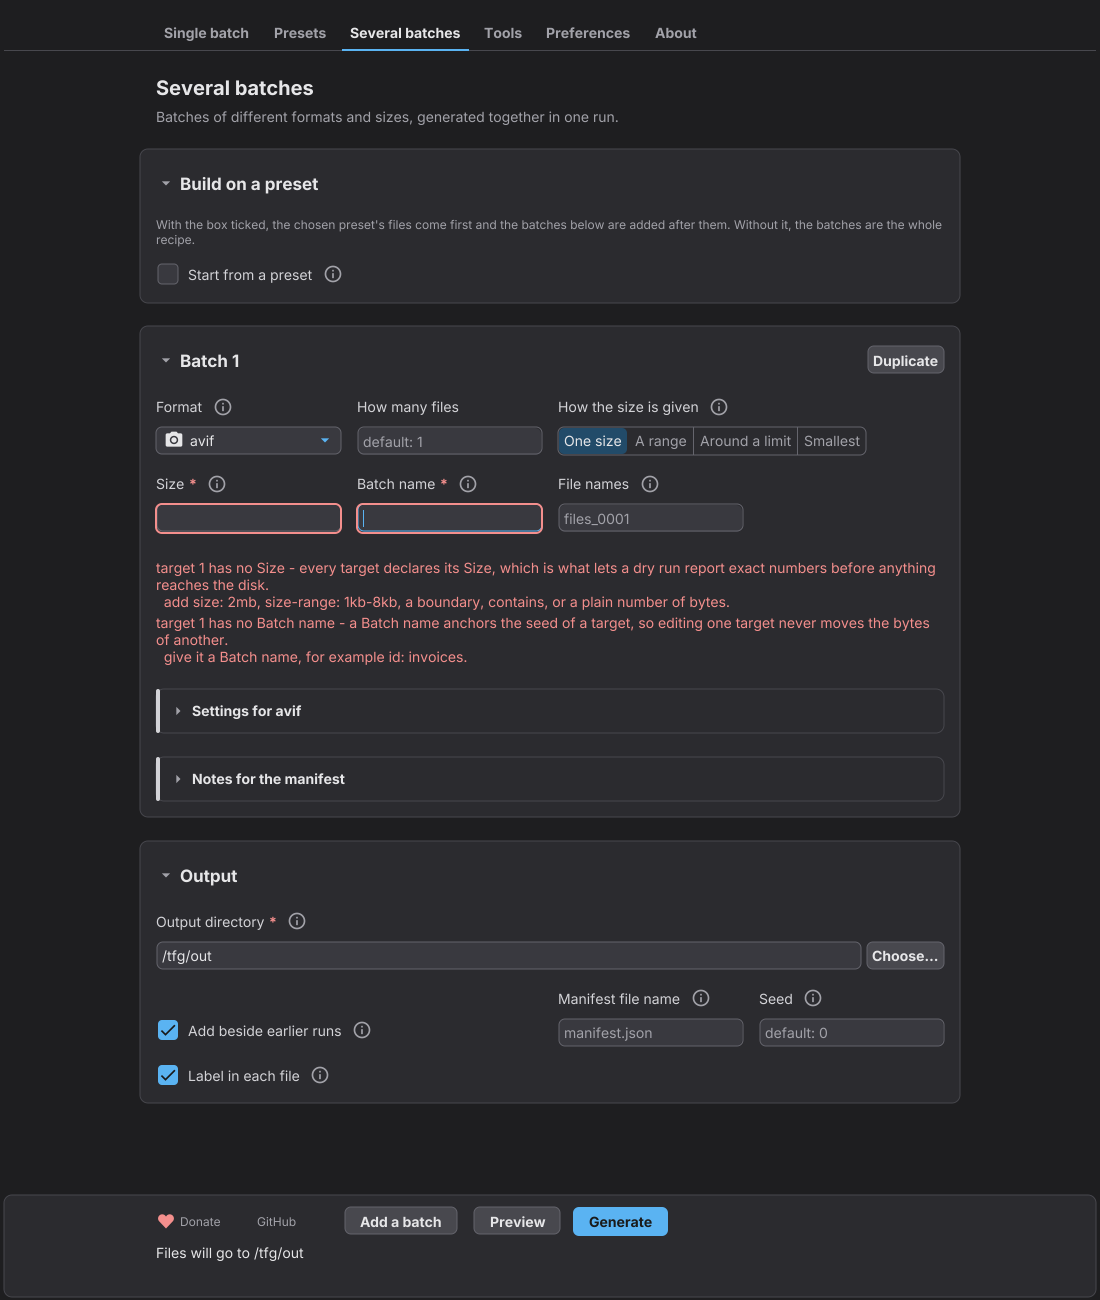 Single batch Presets Several batches Tools Preferences About
Several batches
Batches of different formats and sizes, generated together in one run.
Build on a preset
With the box ticked, the chosen preset's files come first and the batches below are added after them. Without it, the batches are the whole
recipe.
Start from a preset
Batch 1 Duplicate
Format How many files How the size is given
avif default: 1 One size A range Around a limit Smallest
Size * Batch name * File names
files_0001
target 1 has no Size - every target declares its Size, which is what lets a dry run report exact numbers before anything
reaches the disk.
add size: 2mb, size-range: 1kb-8kb, a boundary, contains, or a plain number of bytes.
target 1 has no Batch name - a Batch name anchors the seed of a target, so editing one target never moves the bytes
of another.
give it a Batch name, for example id: invoices.
Settings for avif
Notes for the manifest
Output
Output directory *
/tfg/out Choose...
Manifest file name Seed
Add beside earlier runs manifest.json default: 0
Label in each file
Donate GitHub Add a batch Preview Generate
Files will go to /tfg/out